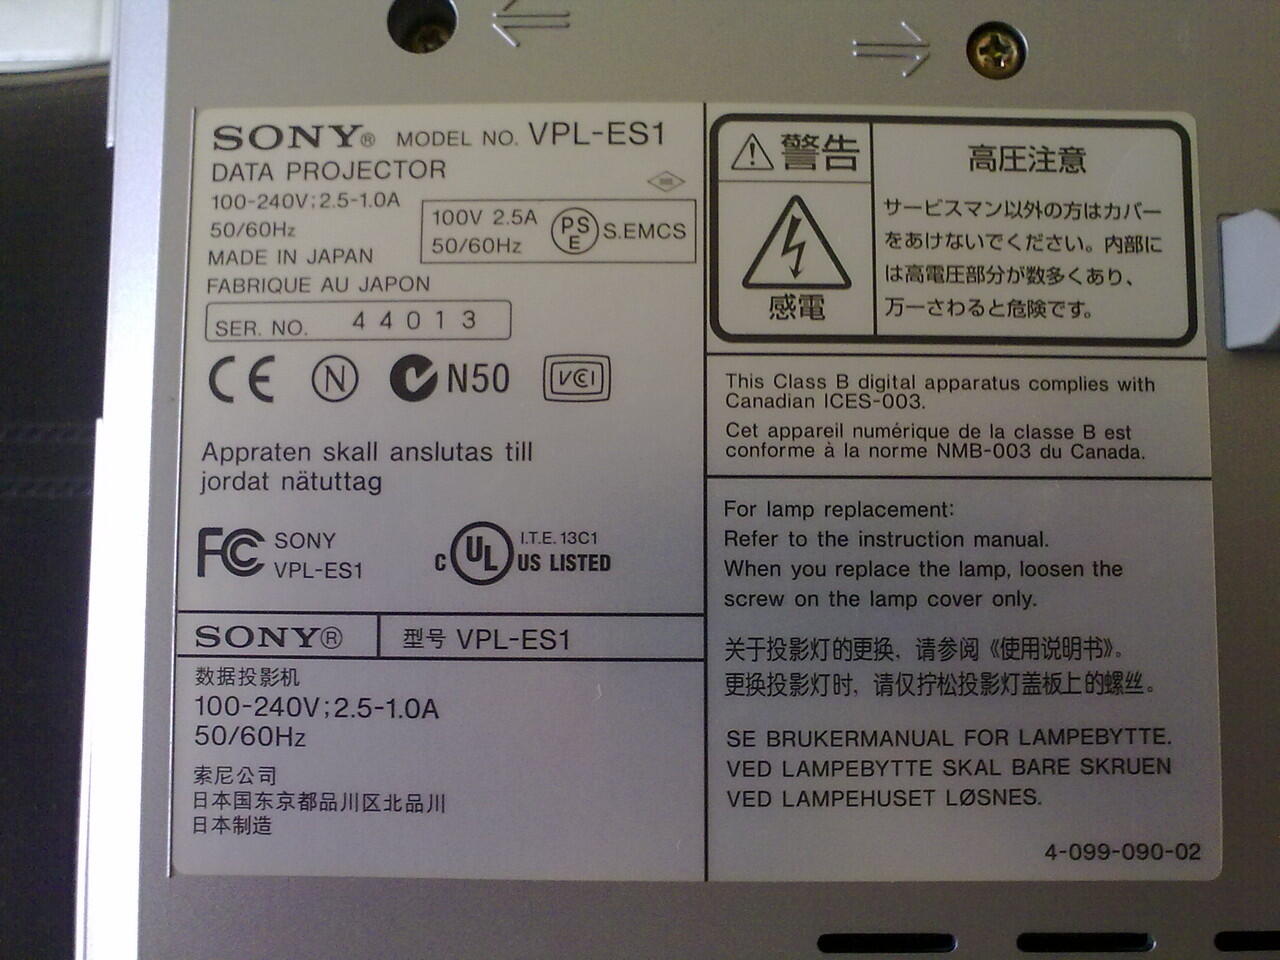 SONY® MODEL NO. VPL-ES1
DATA PROJECTOR
100-240V;2.5-1.0A
50/60Hz
MADE IN JAPAN
FABRIQUE AU JAPON
100V 2.5A
50/60Hz
PS
E
S.EMCS
SER. NO. 44013
CE N N50 VCI
Appraten skall anslutas till
jordat nätuttag
FC SONY
VPL-ES1
C UL US LISTED
I.T.E. 13C1
SONY® 型号 VPL-ES1
数据投影机
100-240V;2.5-1.0A
50/60Hz
索尼公司
日本国东京都品川区北品川
日本制造
警告
感電
高圧注意
サービスマン以外の方はカバー
をあけないでください。内部に
は高電圧部分が数多くあり、
万一さわると危険です。
This Class B digital apparatus complies with
Canadian ICES-003.
Cet appareil numérique de la classe B est
conforme à la norme NMB-003 du Canada.
For lamp replacement:
Refer to the instruction manual.
When you replace the lamp, loosen the
screw on the lamp cover only.
关于投影灯的更换，请参阅《使用说明书》。
更换投影灯时，请仅拧松投影灯盖板上的螺丝。
SE BRUKERMANUAL FOR LAMPEBYTTE.
VED LAMPEBYTTE SKAL BARE SKRUEN
VED LAMPEHUSET LØSNES.
4-099-090-02